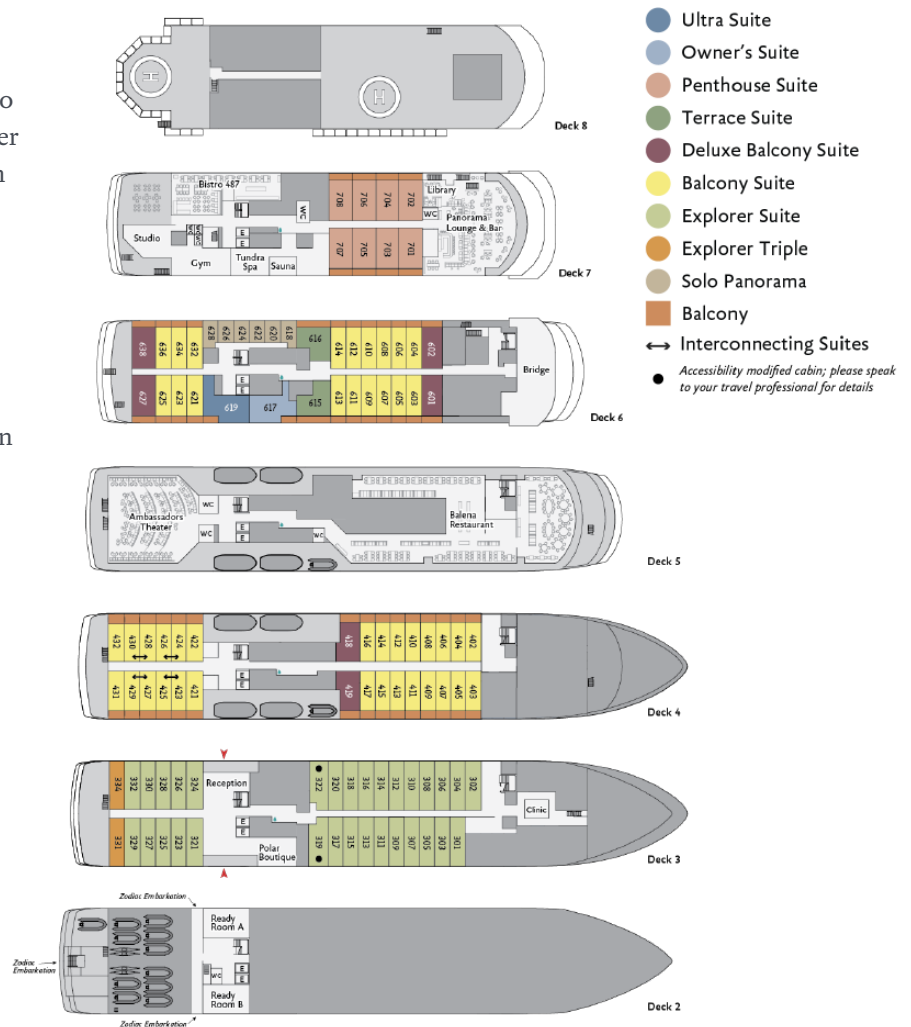 o
er
n
n
Ultra Suite
Owner's Suite
Penthouse Suite
Terrace Suite
Deluxe Balcony Suite
Balcony Suite
Explorer Suite
Explorer Triple
Solo Panorama
Balcony
Interconnecting Suites
Accessibility modified cabin; please speak
to your travel professional for details
H
H
Deck 8
Bistro 487
WC
708 706 704 702
Library
WC
Panorama
Lounge & Bar
Studio
Gym
E
E
Tundra
Spa
Sauna
707 705 703 701
Deck 7
638 636 634 632 628 626 624 622 620 618 616 614 612 610 608 606 604 602
E
E
Bridge
627 625 623 621 619 617 615 613 611 609 607 605 603 601
Deck 6
Ambassadors
Theater
WC
WC
E
E
WC
Balena
Restaurant
Deck 5
432 430 428 426 424 422 418 416 414 412 410 408 406 404 402
E
E
431 429 427 425 423 421 419 417 415 413 411 409 407 405 403
Deck 4
334 332 330 328 326 324
Reception
322 320 318 316 314 312 310 308 306 304 302
E
E
Clinic
331 329 327 325 323 321
Polar
Boutique
319 317 315 313 311 309 307 305 303 301
Deck 3
Zodiac Embarkation
Ready
Room A
Zodiac
Embarkation
WC
E
E
Ready
Room B
Deck 2
Zodiac Embarkation